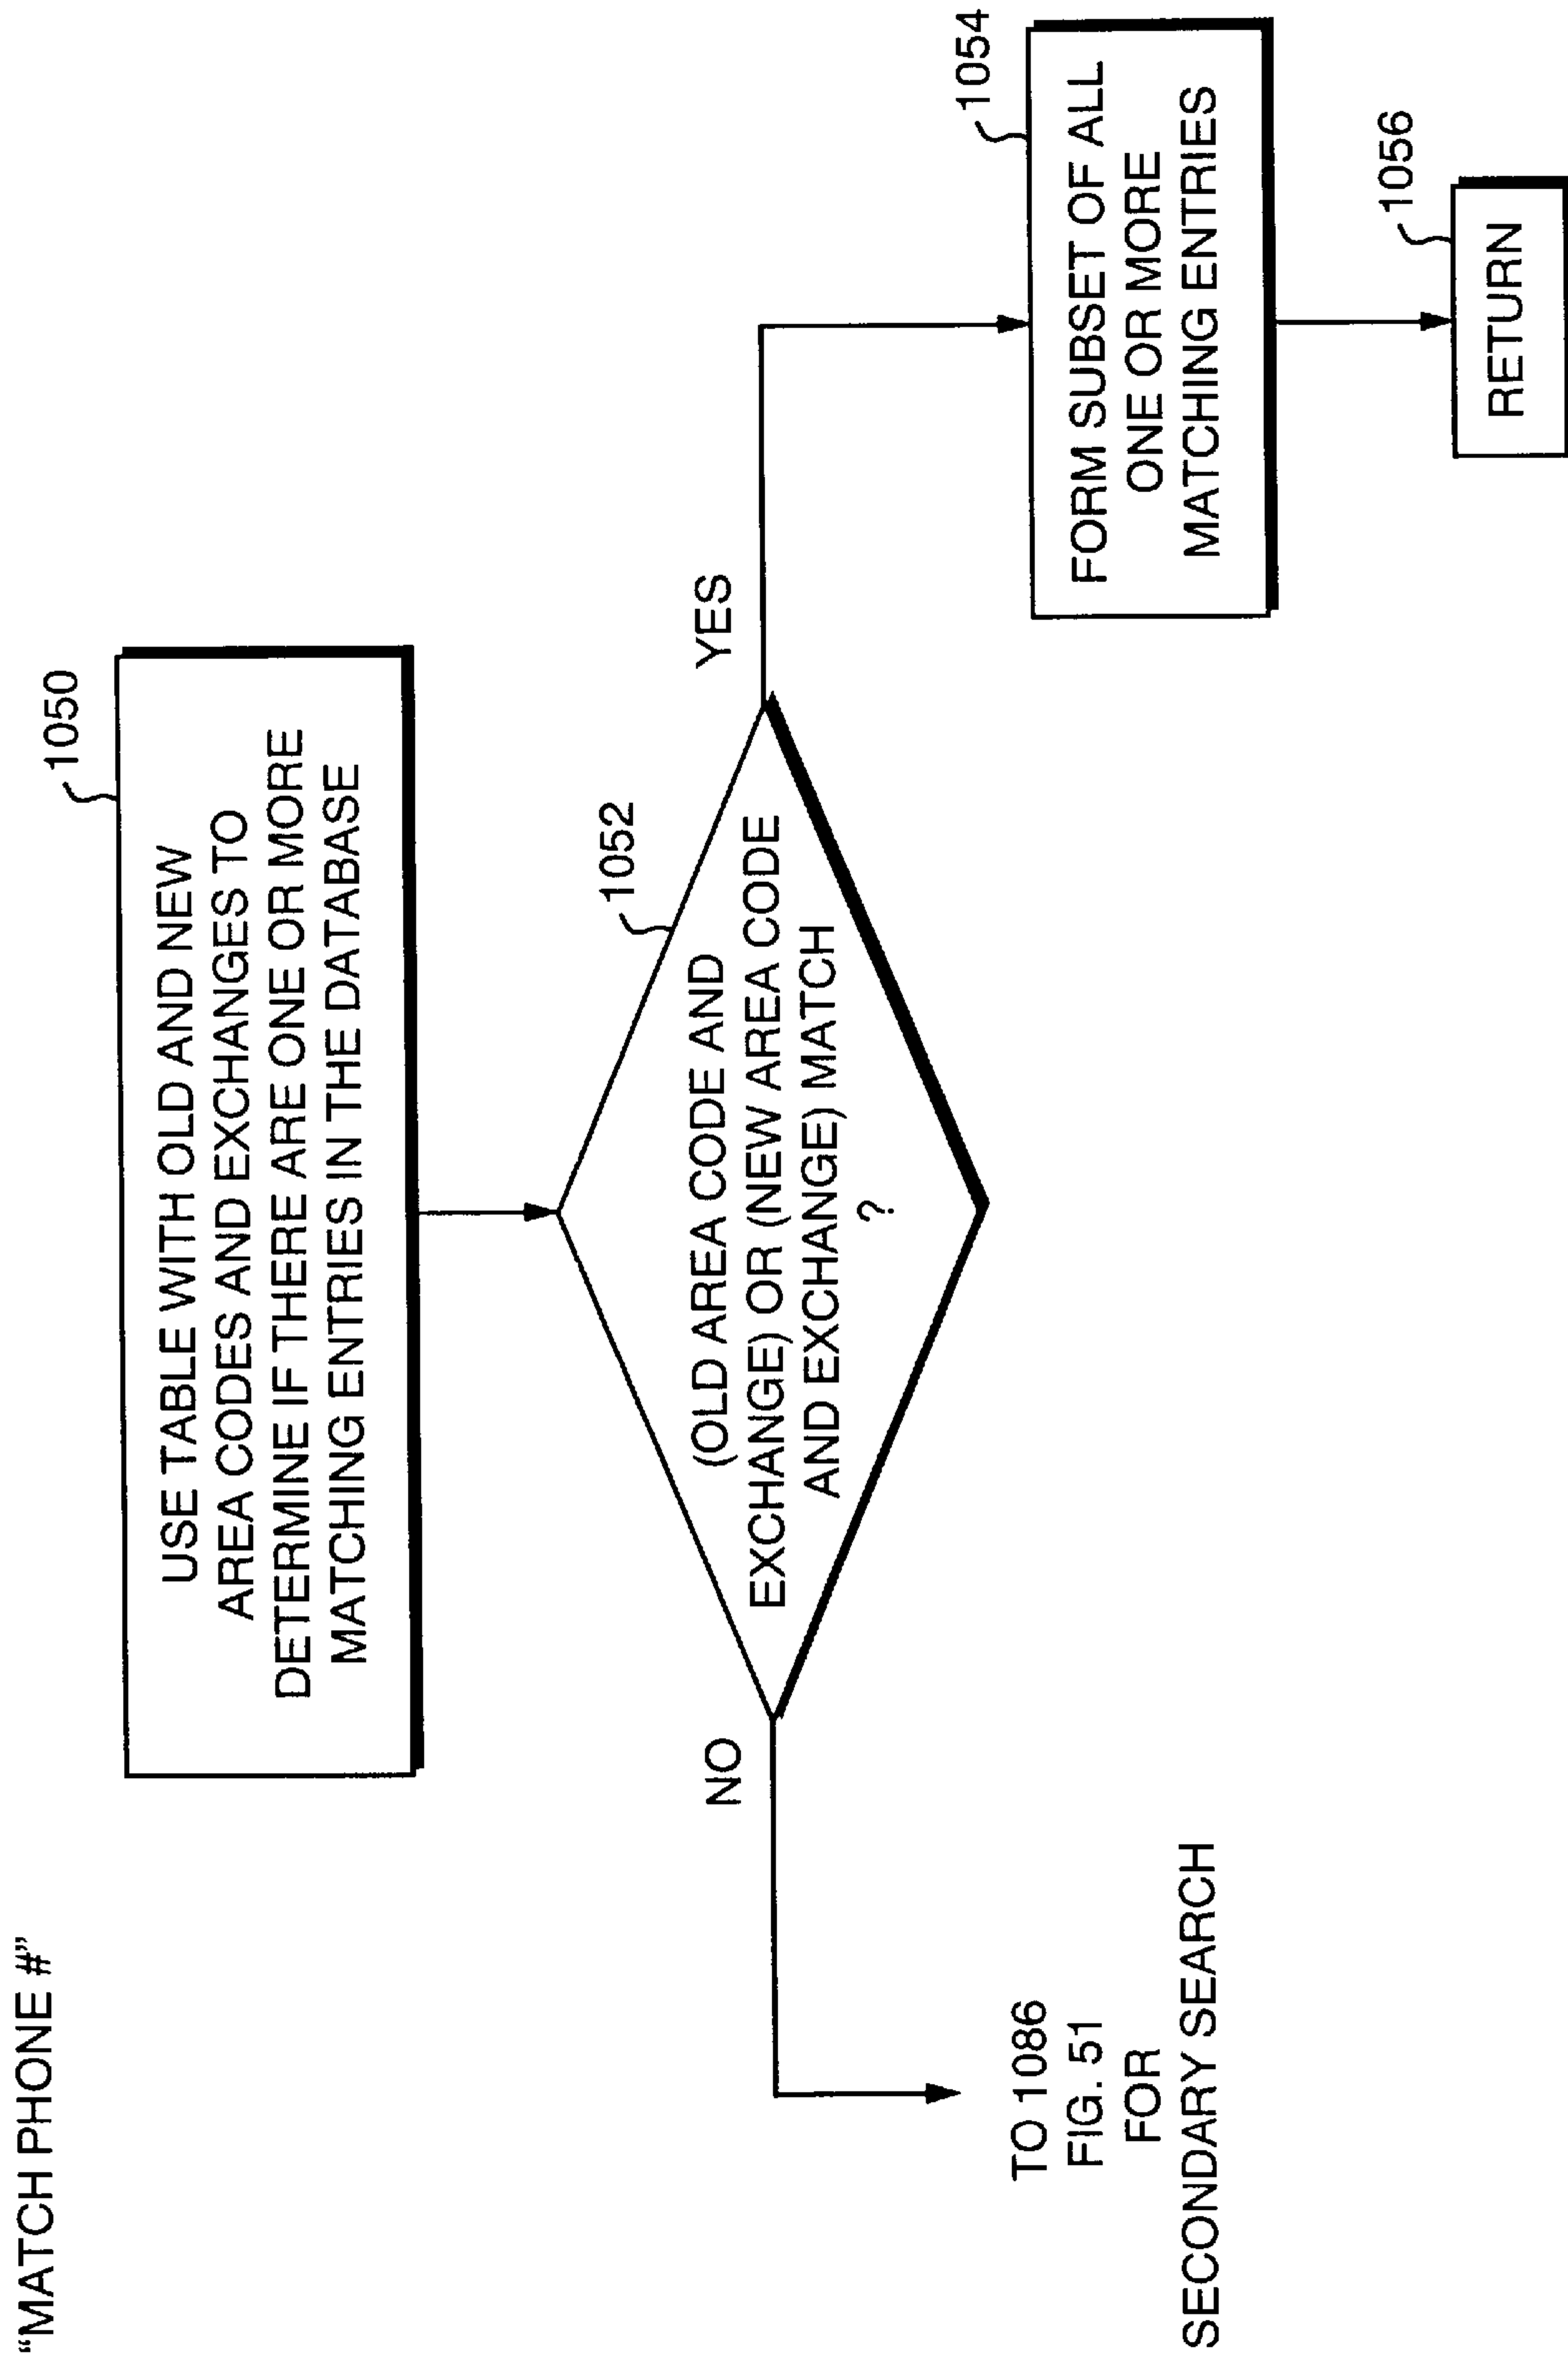 “MATCH PHONE #”
1050
USE TABLE WITH OLD AND NEW
AREA CODES AND EXCHANGES TO
DETERMINE IF THERE ARE ONE OR MORE
MATCHING ENTRIES IN THE DATABASE
1052
(OLD AREA CODE AND
EXCHANGE) OR (NEW AREA CODE
AND EXCHANGE) MATCH
?
NO
YES
TO 1086
FIG. 51
FOR
SECONDARY SEARCH
1054
FORM SUBSET OF ALL
ONE OR MORE
MATCHING ENTRIES
1056
RETURN